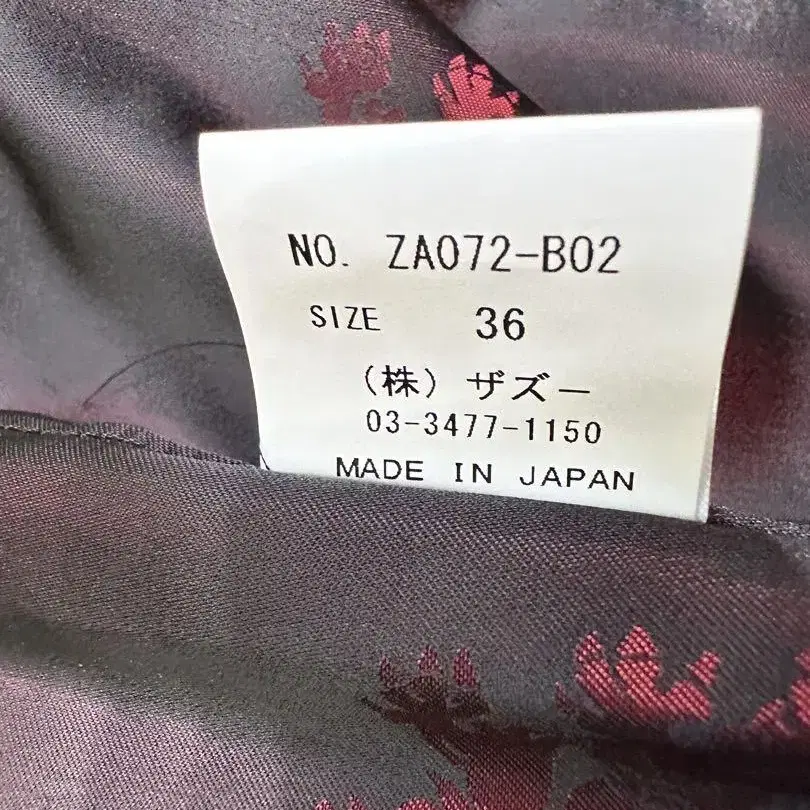 NO. ZA072-B02
SIZE 36
（株）ザズー
03-3477-1150
MADE IN JAPAN